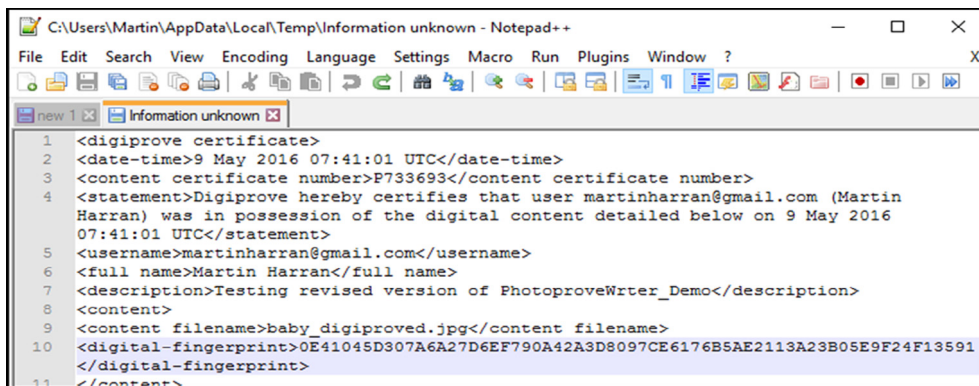 C:\Users\Martin\AppData\Local\Temp\Information unknown - Notepad++
File Edit Search View Encoding Language Settings Macro Run Plugins Window ? X
new 1 Information unknown
1 <digiprove certificate>
2 <date-time>9 May 2016 07:41:01 UTC</date-time>
3 <content certificate number>P733693</content certificate number>
4 <statement>Digiprove hereby certifies that user martinharran@gmail.com (Martin
Harran) was in possession of the digital content detailed below on 9 May 2016
07:41:01 UTC</statement>
5 <username>martinharran@gmail.com</username>
6 <full name>Martin Harran</full name>
7 <description>Testing revised version of PhotoproveWrter_Demo</description>
8 <content>
9 <content filename>baby_digiproved.jpg</content filename>
10 <digital-fingerprint>0E41045D307A6A27D6EF790A42A3D8097CE6176B5AE2113A23B05E9F24F13591
</digital-fingerprint>
11 </content>